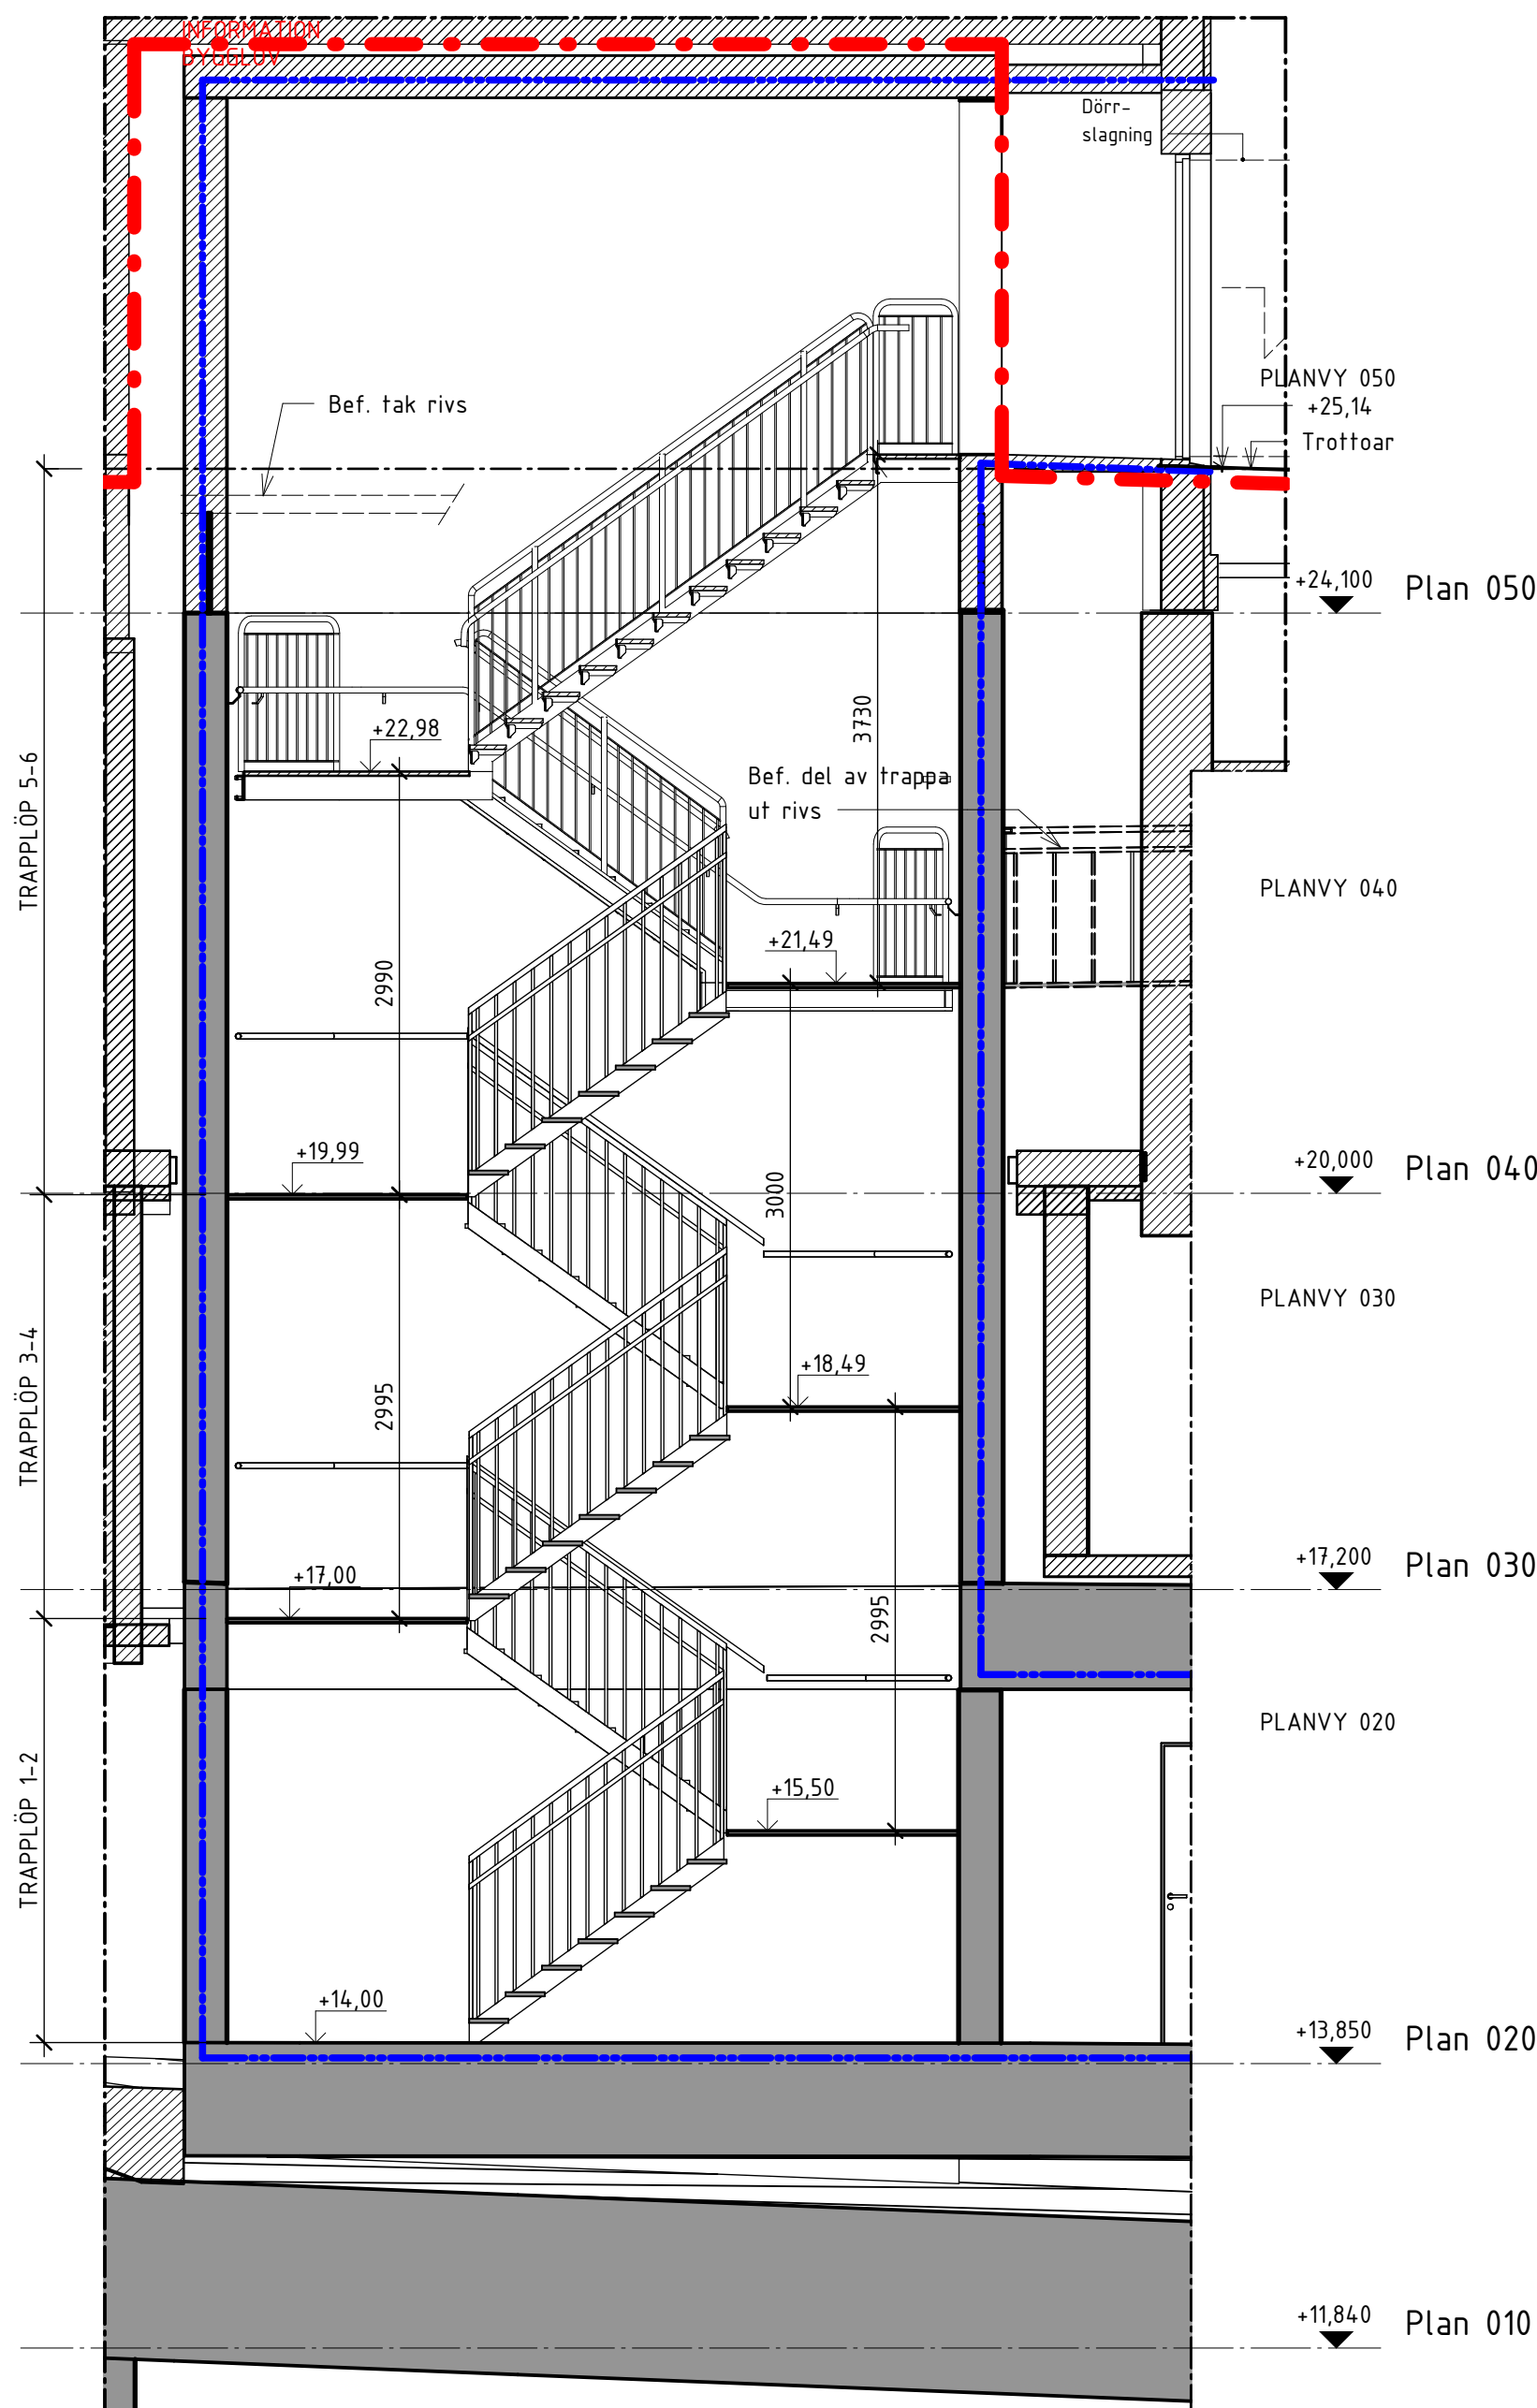 INFORMATION
BYGGLOV
Dörr-
slagning
PLANVY 050
+25,14
Trottoar
Bef. tak rivs
+24,100
Plan 050
+22,98
3730
Bef. del av trappa
ut rivs
TRAPPLÖP 5-6
PLANVY 040
+21,49
2990
+19,99
+20,000
Plan 040
3000
PLANVY 030
+18,49
TRAPPLÖP 3-4
2995
+17,00
+17,200
Plan 030
2995
PLANVY 020
+15,50
TRAPPLÖP 1-2
+14,00
+13,850
Plan 020
+11,840
Plan 010